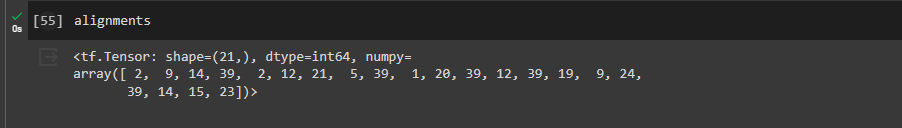 [55] alignments
0s
<tf.Tensor: shape=(21,), dtype=int64, numpy=
array([ 2,  9, 14, 39,  2, 12, 21,  5, 39,  1, 20, 39, 12, 39, 19,  9, 24,
       39, 14, 15, 23])>